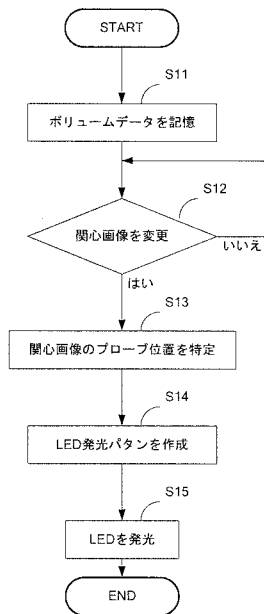 START
S11
ボリュームデータを記憶
S12
関心画像を変更
いいえ
はい
S13
関心画像のプローブ位置を特定
S14
LED発光パタンを作成
S15
LEDを発光
END